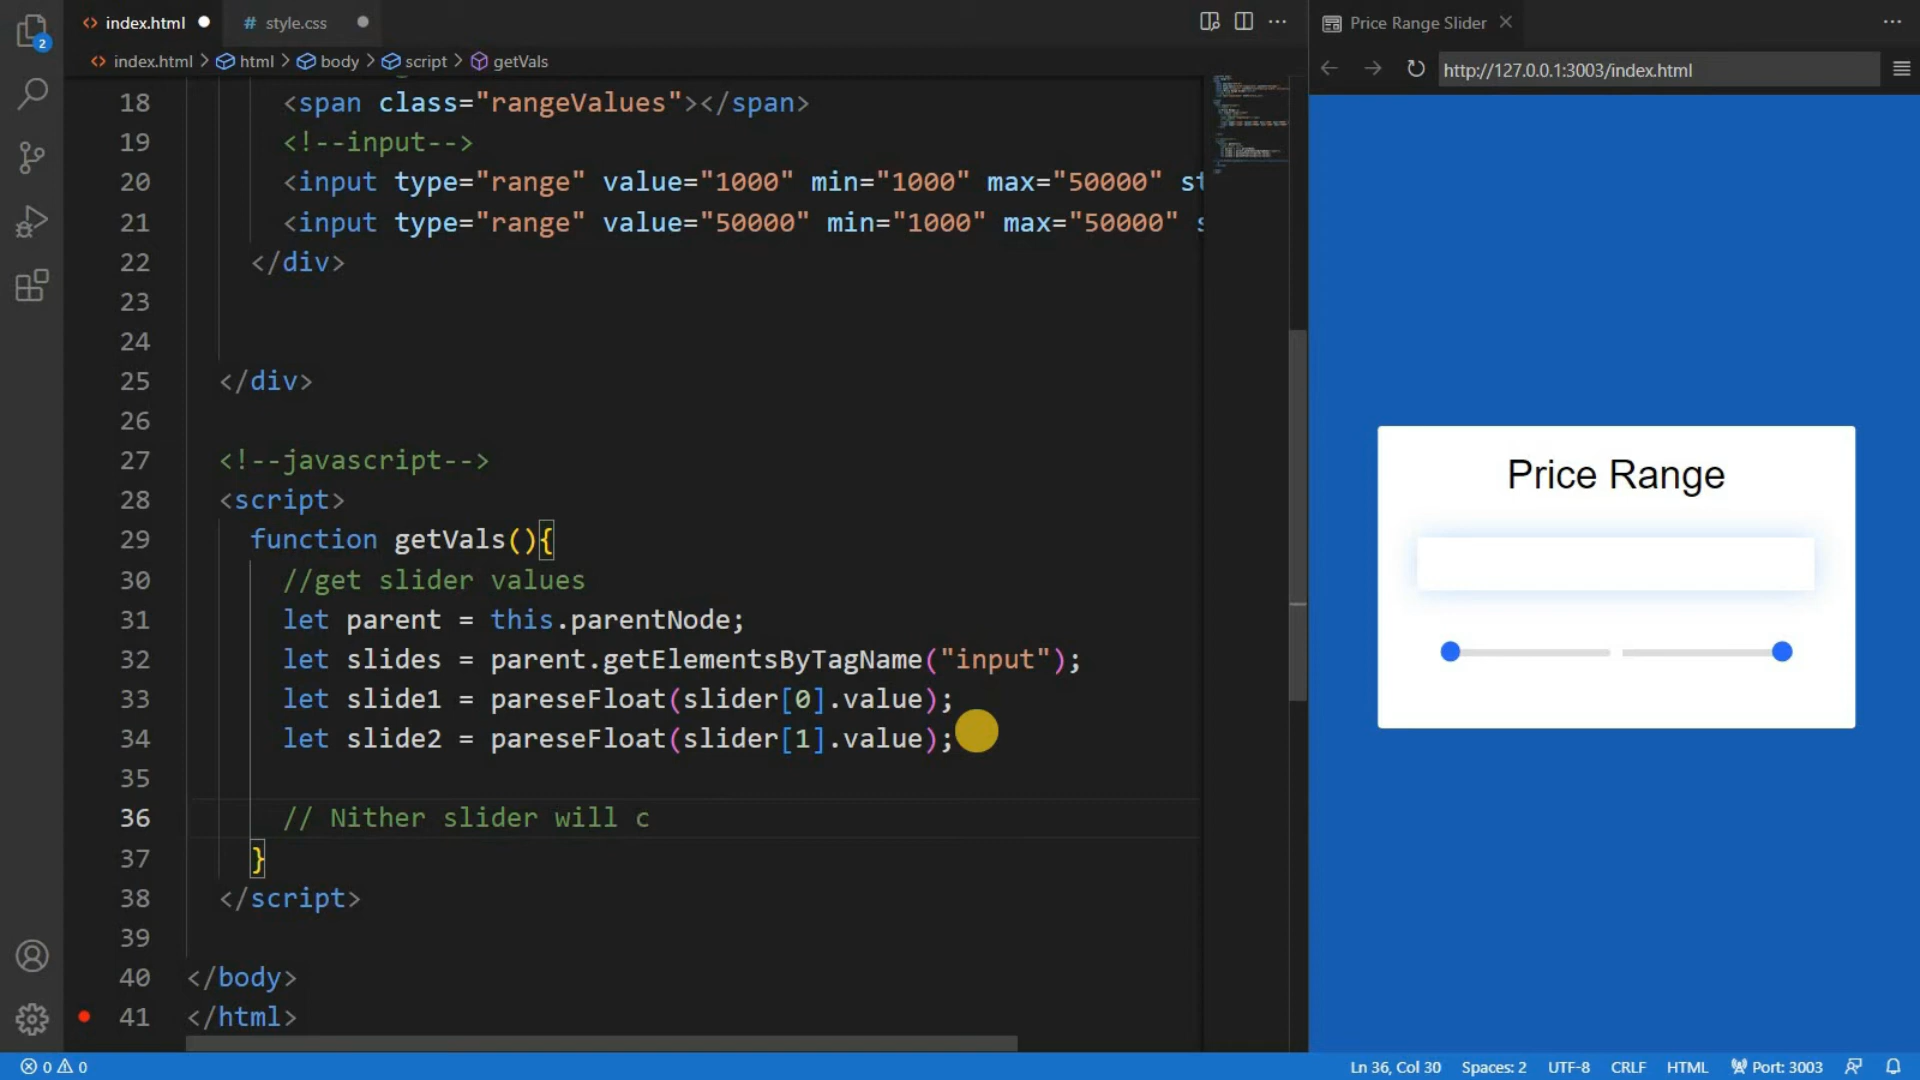 index.html
style.css
Price Range Slider
index.html > html > body > script > getVals
http://127.0.0.1:3003/index.html
2
18 <span class="rangeValues"></span>
19 <!--input-->
20 <input type="range" value="1000" min="1000" max="50000" st
21 <input type="range" value="50000" min="1000" max="50000" s
22 </div>
23
24
25 </div>
26
27 <!--javascript-->
28 <script>
29 function getVals(){
30 //get slider values
31 let parent = this.parentNode;
32 let slides = parent.getElementsByTagName("input");
33 let slide1 = pareseFloat(slider[0].value);
34 let slide2 = pareseFloat(slider[1].value);
35
36 // Nither slider will c
37 }
38 </script>
39
40 </body>
41 </html>
Price Range
0 0
Ln 36, Col 30 Spaces: 2 UTF-8 CRLF HTML Port: 3003